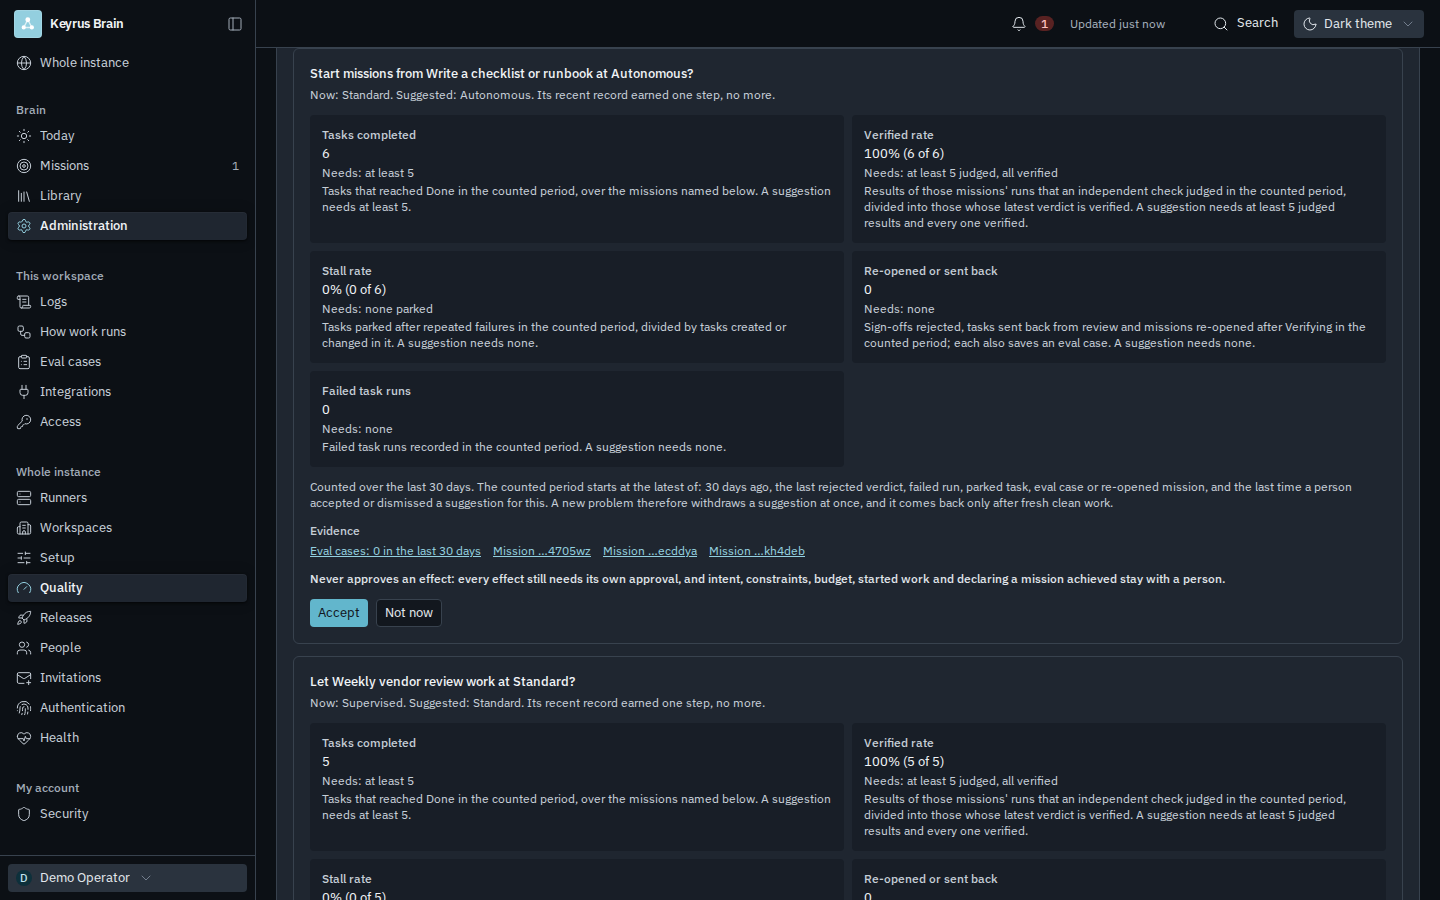 Keyrus Brain
1
Updated just now
Search
Dark theme
Whole instance
Brain
Today
Missions
1
Library
Administration
This workspace
Logs
How work runs
Eval cases
Integrations
Access
Whole instance
Runners
Workspaces
Setup
Quality
Releases
People
Invitations
Authentication
Health
My account
Security
D
Demo Operator
Start missions from Write a checklist or runbook at Autonomous?
Now: Standard. Suggested: Autonomous. Its recent record earned one step, no more.
Tasks completed
6
Needs: at least 5
Tasks that reached Done in the counted period, over the missions named below. A suggestion
needs at least 5.
Verified rate
100% (6 of 6)
Needs: at least 5 judged, all verified
Results of those missions' runs that an independent check judged in the counted period,
divided into those whose latest verdict is verified. A suggestion needs at least 5 judged
results and every one verified.
Stall rate
0% (0 of 6)
Needs: none parked
Tasks parked after repeated failures in the counted period, divided by tasks created or
changed in it. A suggestion needs none.
Re-opened or sent back
0
Needs: none
Sign-offs rejected, tasks sent back from review and missions re-opened after Verifying in the
counted period; each also saves an eval case. A suggestion needs none.
Failed task runs
0
Needs: none
Failed task runs recorded in the counted period. A suggestion needs none.
Counted over the last 30 days. The counted period starts at the latest of: 30 days ago, the last rejected verdict, failed run, parked task, eval case or re-opened mission, and the last time a person
accepted or dismissed a suggestion for this. A new problem therefore withdraws a suggestion at once, and it comes back only after fresh clean work.
Evidence
Eval cases: 0 in the last 30 days Mission …4705wz Mission …ecddya Mission …kh4deb
Never approves an effect: every effect still needs its own approval, and intent, constraints, budget, started work and declaring a mission achieved stay with a person.
Accept
Not now
Let Weekly vendor review work at Standard?
Now: Supervised. Suggested: Standard. Its recent record earned one step, no more.
Tasks completed
5
Needs: at least 5
Tasks that reached Done in the counted period, over the missions named below. A suggestion
needs at least 5.
Verified rate
100% (5 of 5)
Needs: at least 5 judged, all verified
Results of those missions' runs that an independent check judged in the counted period,
divided into those whose latest verdict is verified. A suggestion needs at least 5 judged
results and every one verified.
Stall rate
0% (0 of 5)
Re-opened or sent back
0